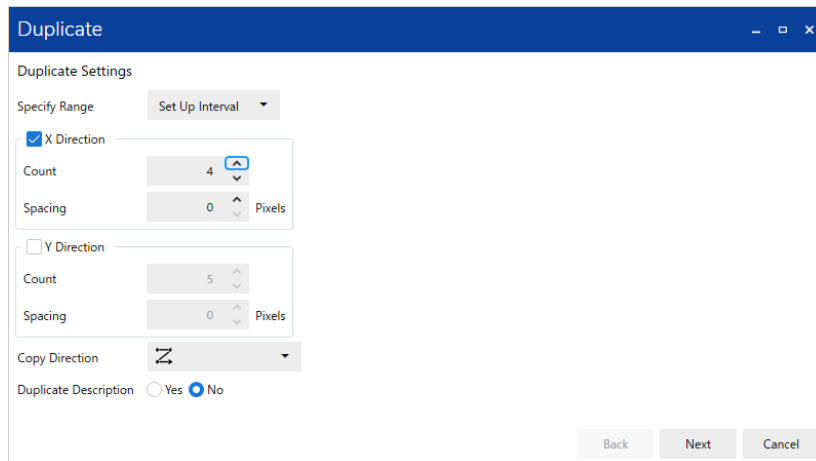 Duplicate
Duplicate Settings
Specify Range Set Up Interval
X Direction
Count 4
Spacing 0 Pixels
Y Direction
Count 5
Spacing 0 Pixels
Copy Direction
Duplicate Description Yes No
Back Next Cancel